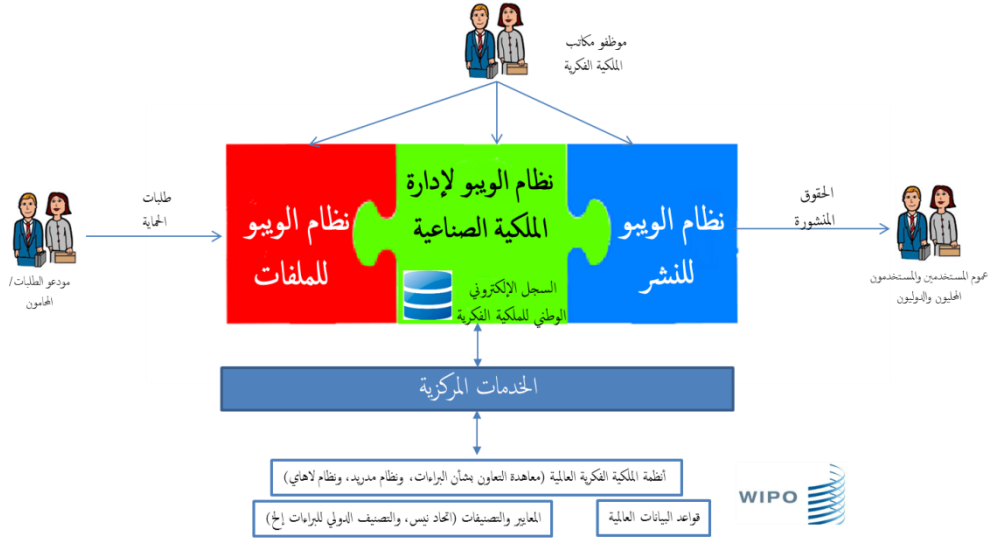 موظفو مكاتب
الملكية الفكرية
نظام الويبو لإدارة
الملكية الصناعية
السجل الإلكتروني
الوطني للملكية الفكرية
نظام الويبو
للنشر
نظام الويبو
للملفات
الحقوق
المنشورة
طلبات
الحماية
عموم المستخدمين والمستخدمون
المحليون والدوليون
مودعو الطلبات/
المحامون
الخدمات المركزية
أنظمة الملكية الفكرية العالمية (معاهدة التعاون بشأن البراءات، ونظام مدريد، ونظام لاهاي)
قواعد البيانات العالمية
المعايير والتصنيفات (اتحاد نيس، والتصنيف الدولي للبراءات إلخ)
WIPO